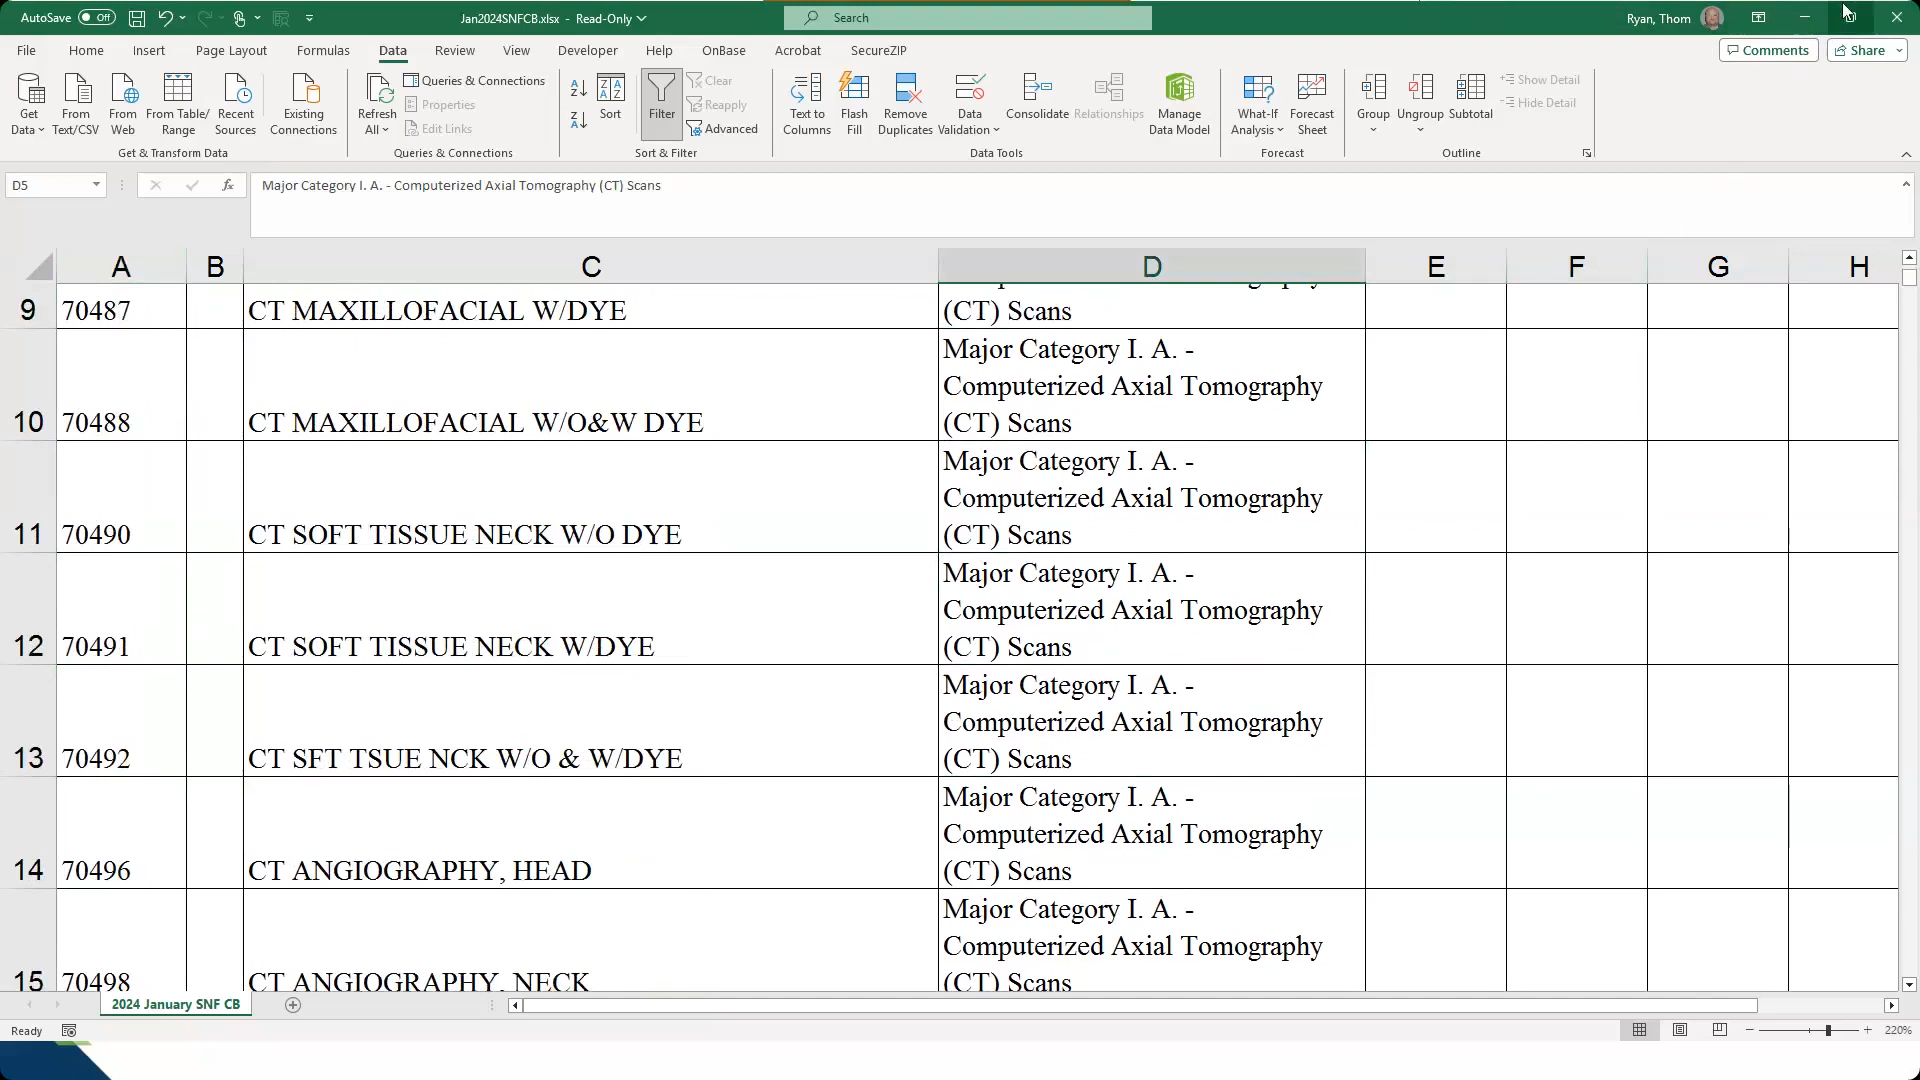 AutoSave Off Jan2024SNFCB.xlsx - Read-Only Search Ryan, Thom
File Home Insert Page Layout Formulas Data Review View Developer Help OnBase Acrobat SecureZIP Comments Share
Get Data From Text/CSV From Web From Table/ Range Recent Sources Existing Connections
Get & Transform Data
Refresh All Queries & Connections
Properties
Edit Links
Queries & Connections
Sort Filter Clear
Reapply
Advanced
Sort & Filter
Text to Columns Flash Fill Remove Duplicates Data Validation Consolidate Relationships Manage Data Model
Data Tools
What-If Analysis Forecast Sheet
Forecast
Group Ungroup Subtotal Show Detail
Hide Detail
Outline
D5 fx Major Category I. A. - Computerized Axial Tomography (CT) Scans
A B C D E F G H
9 70487 CT MAXILLOFACIAL W/DYE (CT) Scans
Major Category I. A. -
Computerized Axial Tomography
10 70488 CT MAXILLOFACIAL W/O&W DYE (CT) Scans
Major Category I. A. -
Computerized Axial Tomography
11 70490 CT SOFT TISSUE NECK W/O DYE (CT) Scans
Major Category I. A. -
Computerized Axial Tomography
12 70491 CT SOFT TISSUE NECK W/DYE (CT) Scans
Major Category I. A. -
Computerized Axial Tomography
13 70492 CT SFT TSUE NCK W/O & W/DYE (CT) Scans
Major Category I. A. -
Computerized Axial Tomography
14 70496 CT ANGIOGRAPHY, HEAD (CT) Scans
Major Category I. A. -
Computerized Axial Tomography
15 70498 CT ANGIOGRAPHY, NECK (CT) Scans
2024 January SNF CB
Ready 220%